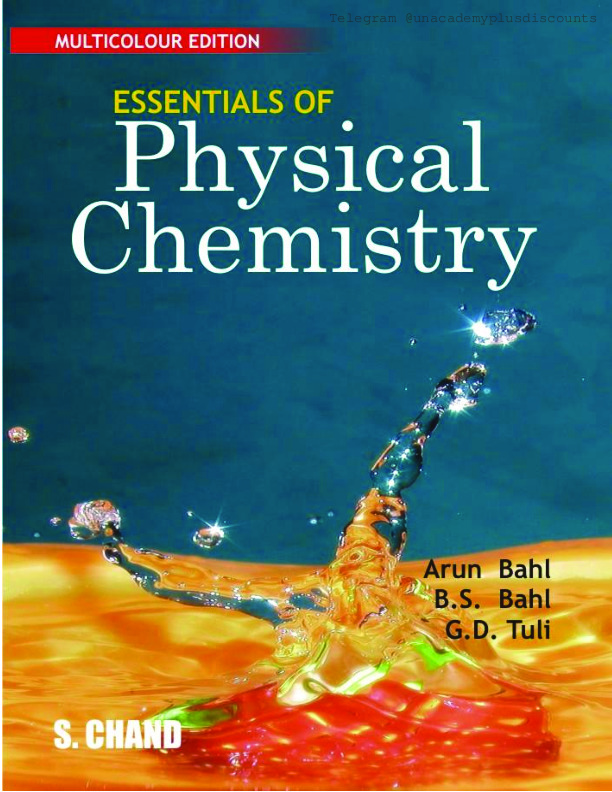 Telegram @unacademyplusdiscounts
MULTICOLOUR EDITION
ESSENTIALS OF
Physical
Chemistry
Arun Bahl
B.S. Bahl
G.D. Tuli
S. CHAND